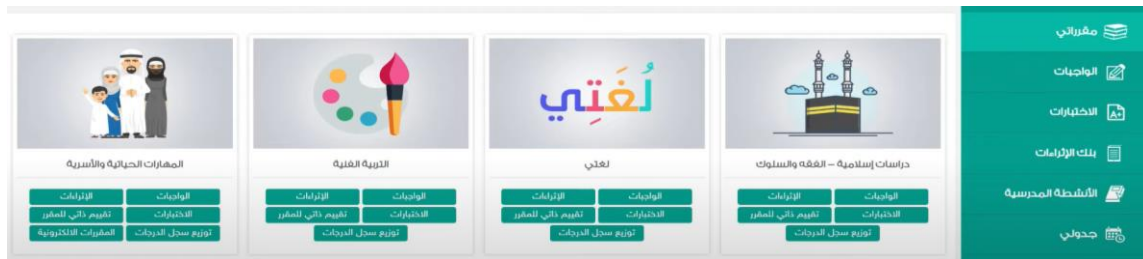 مقرراتي
الواجبات
الاختبارات
بنك الإثراءات
الأنشطة المدرسية
جدولي
لُغَتِي
دراسات إسلامية – الفقه والسلوك
الواجبات الإثراءات
الاختبارات تقييم ذاتي للمقرر
توزيع سجل الدرجات
لغتي
الواجبات الإثراءات
الاختبارات تقييم ذاتي للمقرر
توزيع سجل الدرجات
التربية الفنية
الواجبات الإثراءات
الاختبارات تقييم ذاتي للمقرر
توزيع سجل الدرجات
المهارات الحياتية والأسرية
الواجبات الإثراءات
الاختبارات تقييم ذاتي للمقرر
توزيع سجل الدرجات المقررات الالكترونية